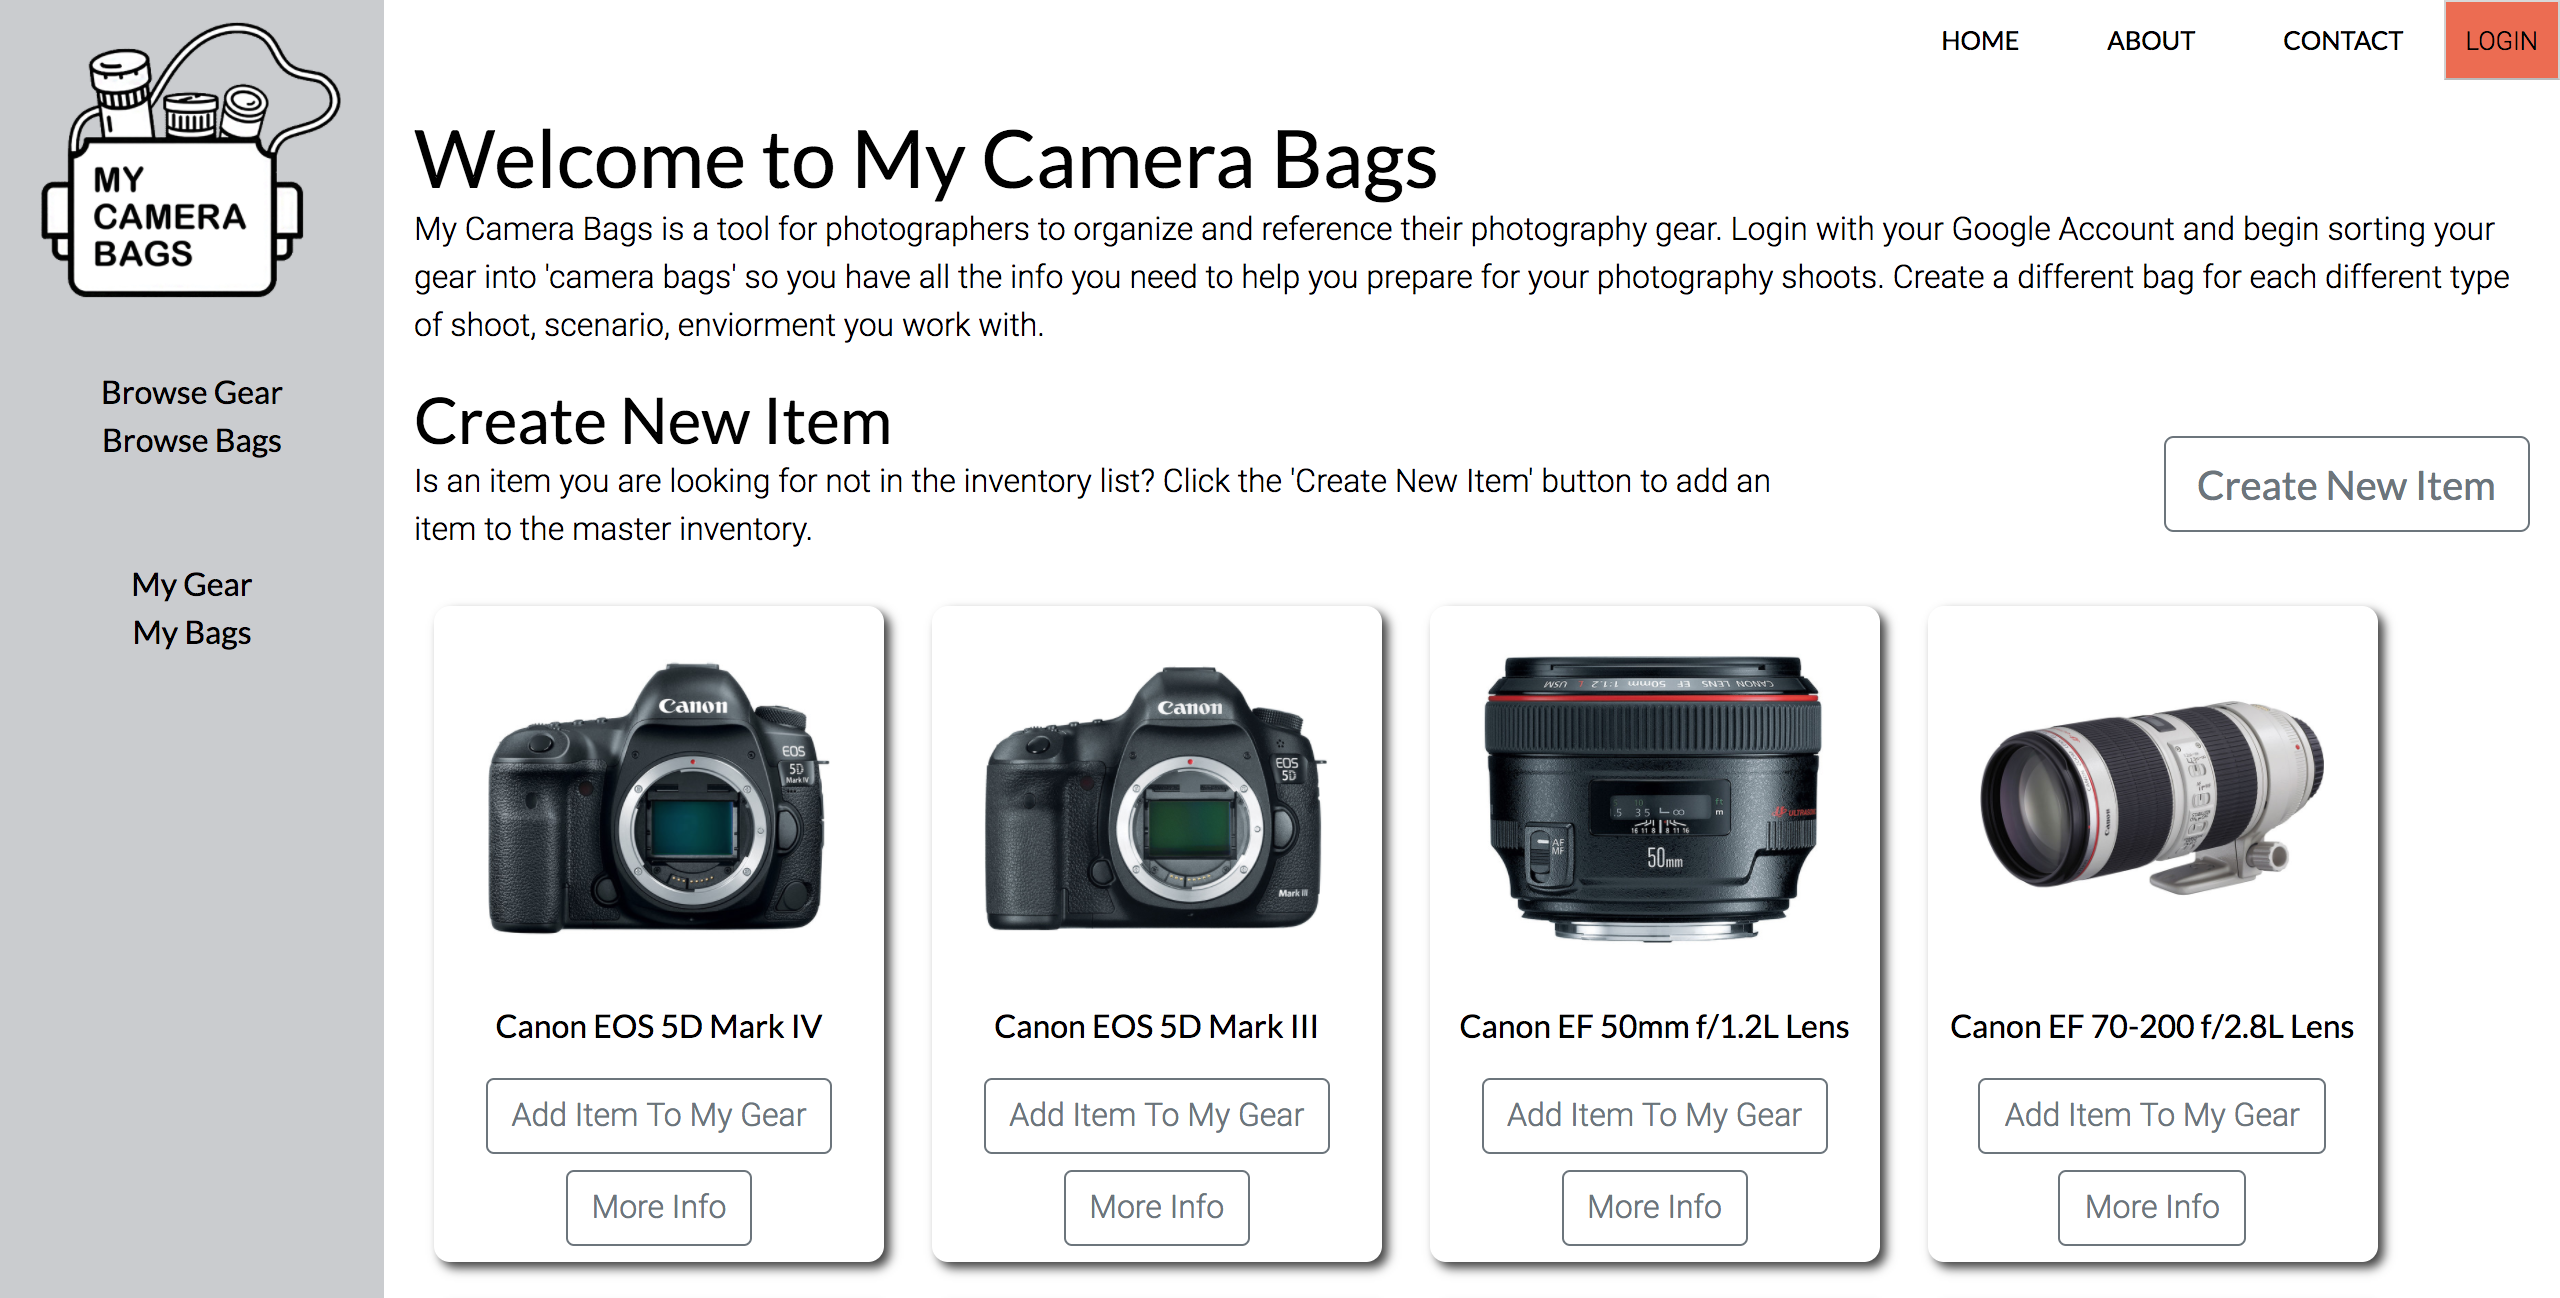 MY
CAMERA
BAGS
HOME ABOUT CONTACT LOGIN
Browse Gear
Browse Bags
My Gear
My Bags
Welcome to My Camera Bags
My Camera Bags is a tool for photographers to organize and reference their photography gear. Login with your Google Account and begin sorting your
gear into 'camera bags' so you have all the info you need to help you prepare for your photography shoots. Create a different bag for each different type
of shoot, scenario, enviorment you work with.
Create New Item
Is an item you are looking for not in the inventory list? Click the 'Create New Item' button to add an
item to the master inventory.
Create New Item
Canon
EOS
5D
Mark IV
Canon EOS 5D Mark IV
Add Item To My Gear
More Info
Canon
EOS
5D
Mark III
Canon EOS 5D Mark III
Add Item To My Gear
More Info
CANON LENS EF 50mm 1:1.2 L USM
ft
m
16 11 8 8 11 16
AF
MF
50mm
Canon EF 50mm f/1.2L Lens
Add Item To My Gear
More Info
Canon
Canon EF 70-200 f/2.8L Lens
Add Item To My Gear
More Info